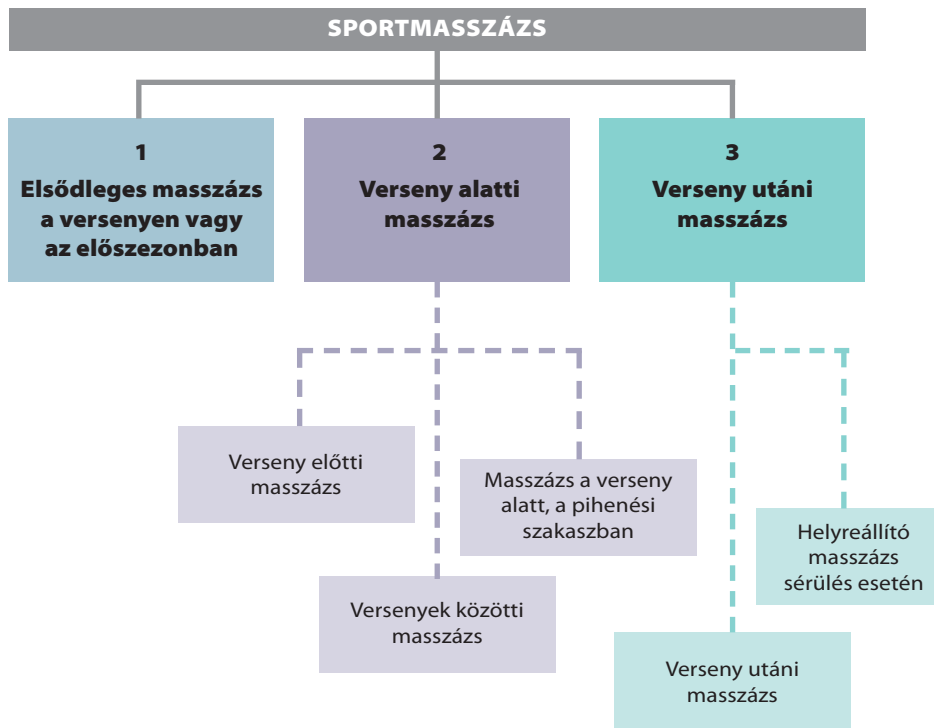 SPORTMASSZÁZS
1
Elsődleges masszázs
a versenyen vagy
az előszezonban
2
Verseny alatti
masszázs
3
Verseny utáni
masszázs
Verseny előtti
masszázs
Masszázs a verseny
alatt, a pihenési
szakaszban
Versenyek közötti
masszázs
Helyreállító
masszázs
sérülés esetén
Verseny utáni
masszázs